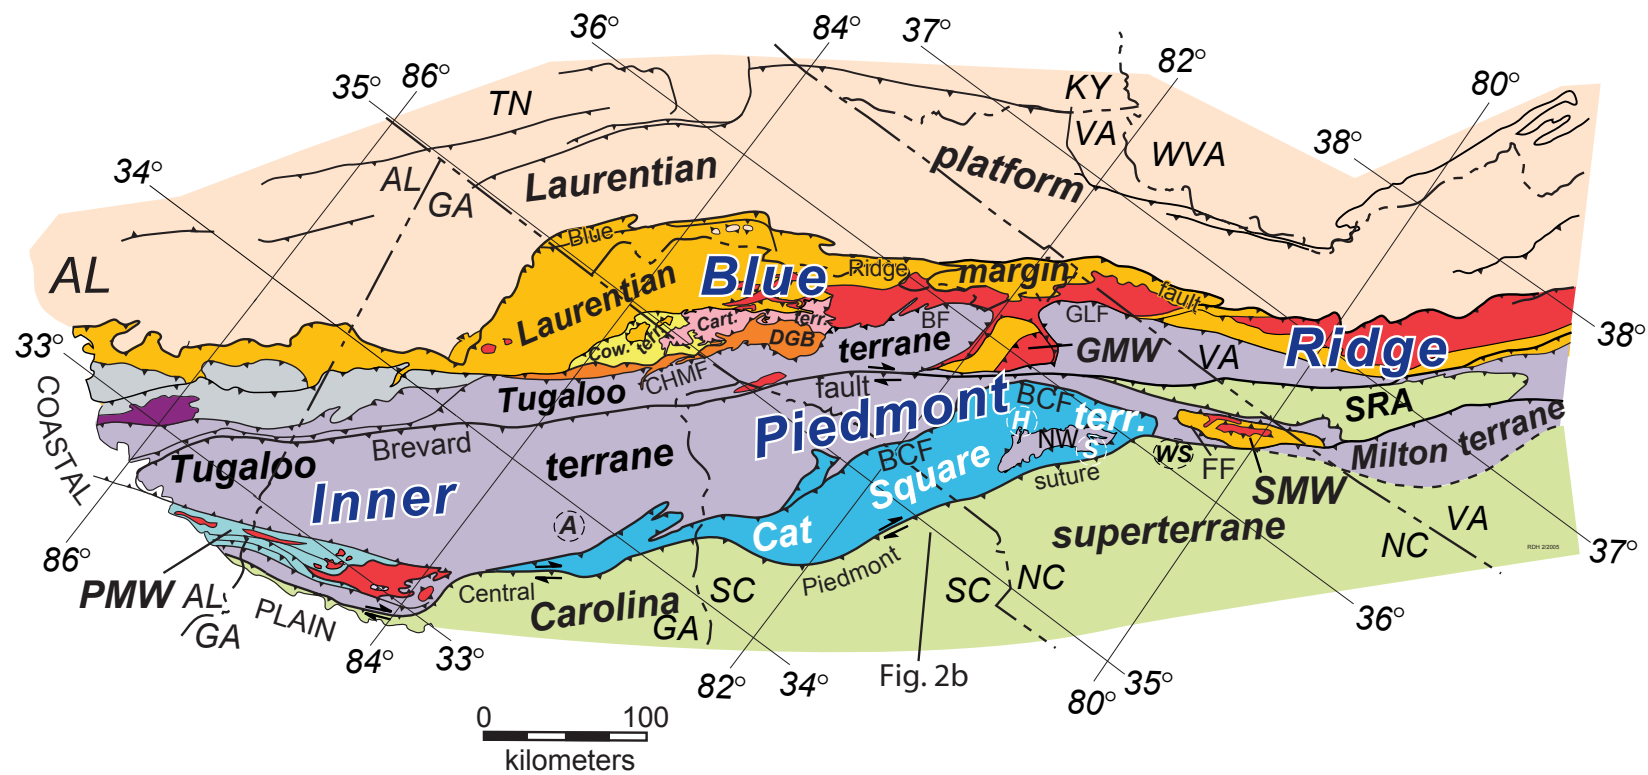 36°
84°
37°
82°
80°
35°
86°
TN
KY
VA
WVA
38°
34°
AL
GA
Laurentian
platform
AL
Blue
Ridge
margin
fault
Blue
Laurentian
Cow.
terr.
Cart.
terr.
DGB
BF
GLF
GMW
VA
Ridge
38°
33°
COASTAL
Tugaloo
terrane
CHMF
fault
Piedmont
BCF
H
terr.
SRA
Milton terrane
Brevard
Tugaloo
terrane
Inner
BCF
Square
NW
S
suture
WS
FF
SMW
A
Cat
superterrane
VA
NC
RDH 2/2005
37°
86°
PMW
AL
GA
PLAIN
Central
Carolina
SC
GA
Piedmont
SC
NC
36°
84°
33°
82°
34°
Fig. 2b
80°
35°
0
100
kilometers